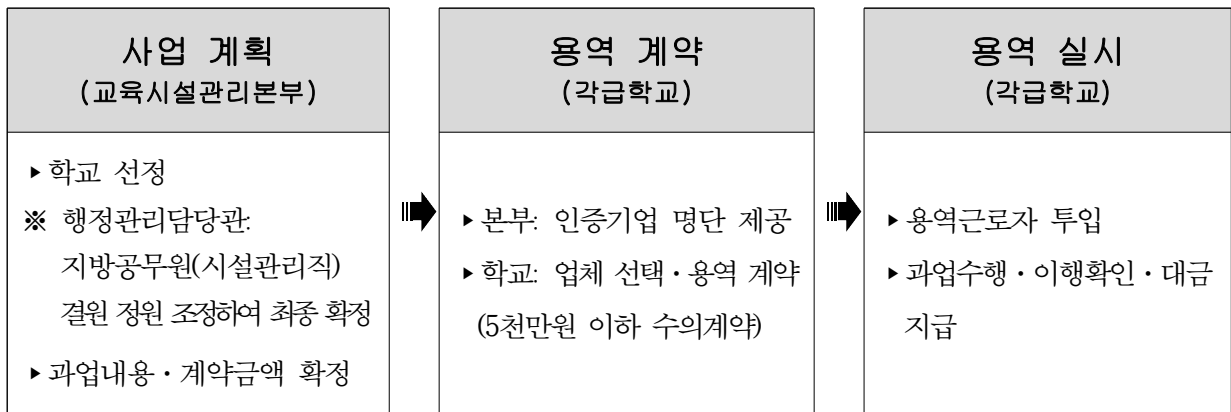 사업 계획
(교육시설관리본부)
▸학교 선정
※ 행정관리담당관:
지방공무원(시설관리직)
결원 정원 조정하여 최종 확정
▸과업내용・계약금액 확정
용역 계약
(각급학교)
▸본부: 인증기업 명단 제공
▸학교: 업체 선택・용역 계약
(5천만원 이하 수의계약)
용역 실시
(각급학교)
▸용역근로자 투입
▸과업수행・이행확인・대금
지급